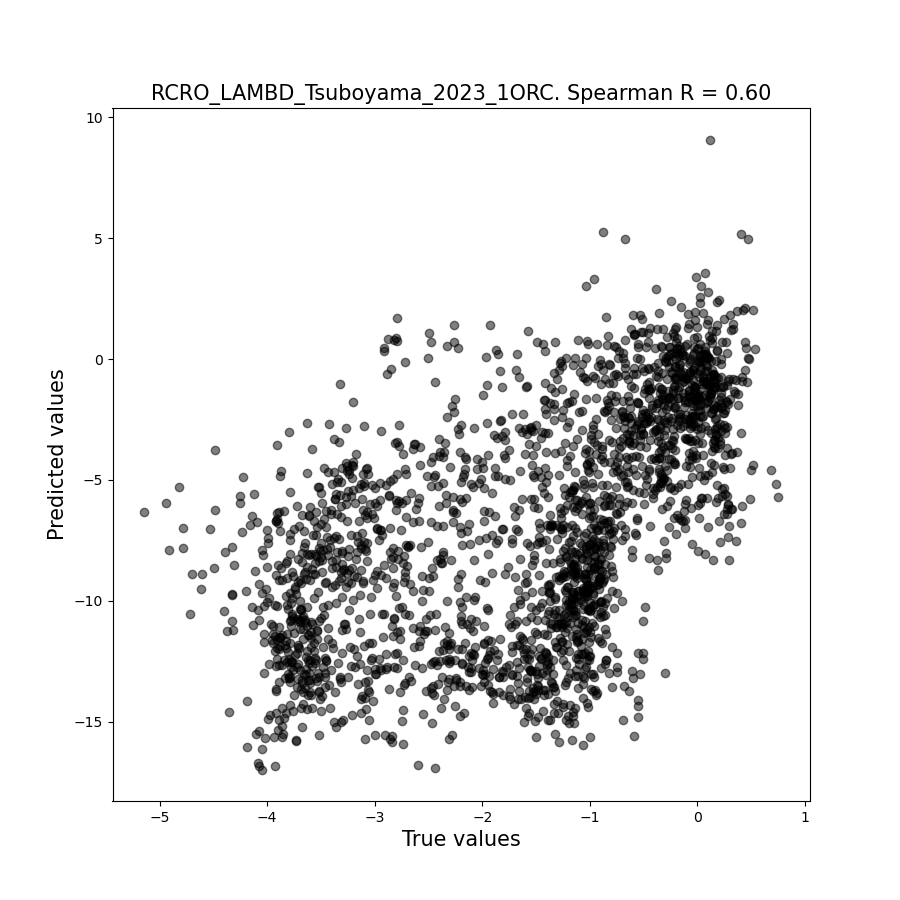 RCRO_LAMBD_Tsuboyama_2023_1ORC. Spearman R = 0.60
10
5
0
−5
−10
−15
Predicted values
−5 −4 −3 −2 −1 0 1
True values